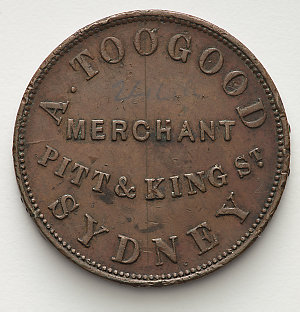 A. TOOGOOD
MERCHANT
PITT & KING ST.
SYDNEY